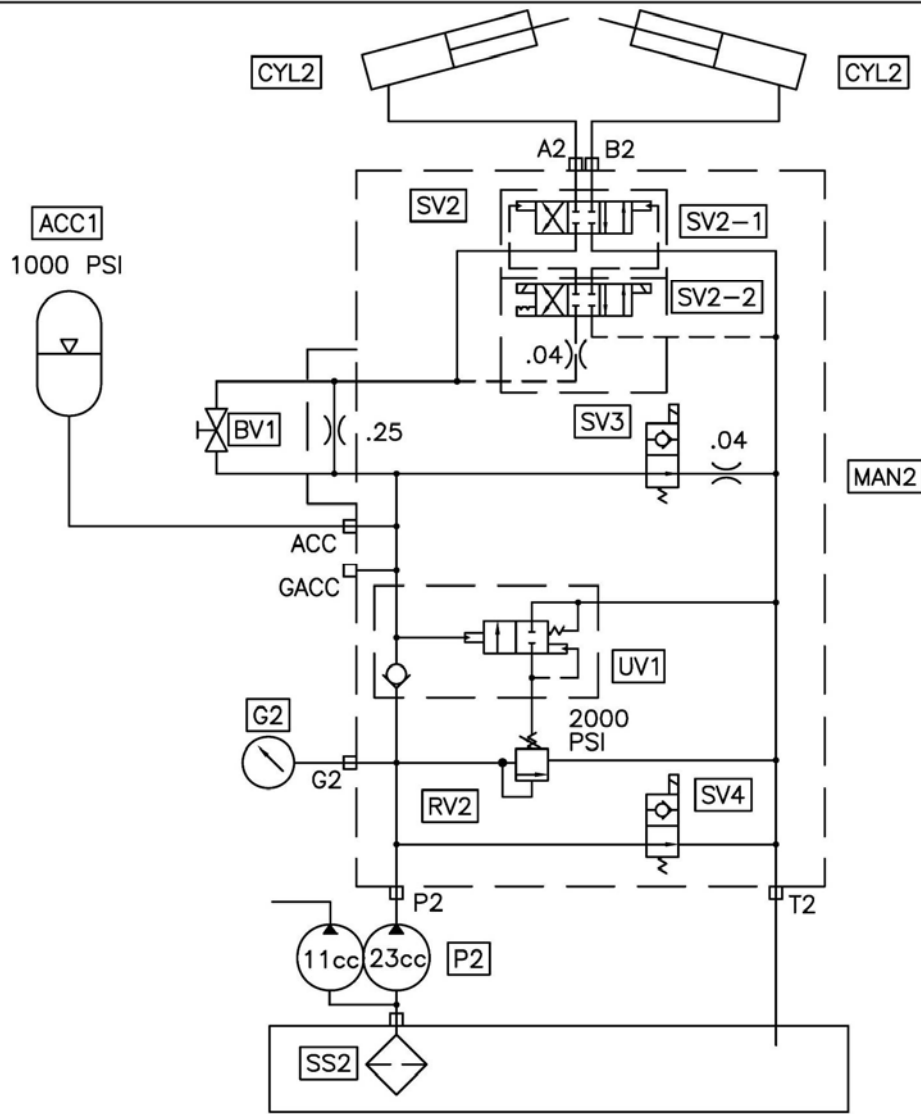 CYL2
CYL2
A2
B2
SV2
SV2-1
ACC1
1000 PSI
SV2-2
.04
BV1
.25
SV3
.04
MAN2
ACC
GACC
UV1
G2
2000
PSI
G2
RV2
SV4
P2
T2
11cc
23cc
P2
SS2